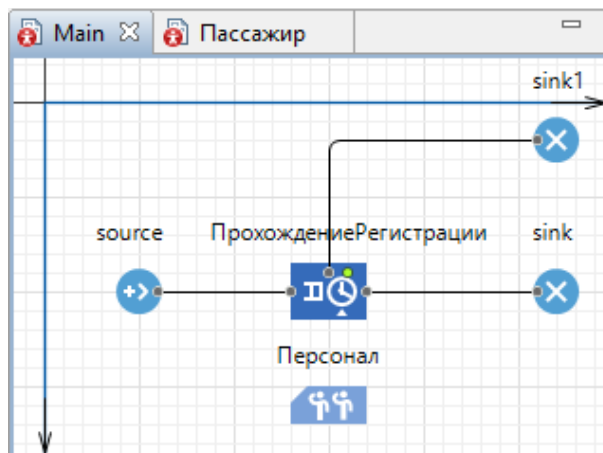 Main Пассажир
sink1
source ПрохождениеРегистрации sink
Персонал